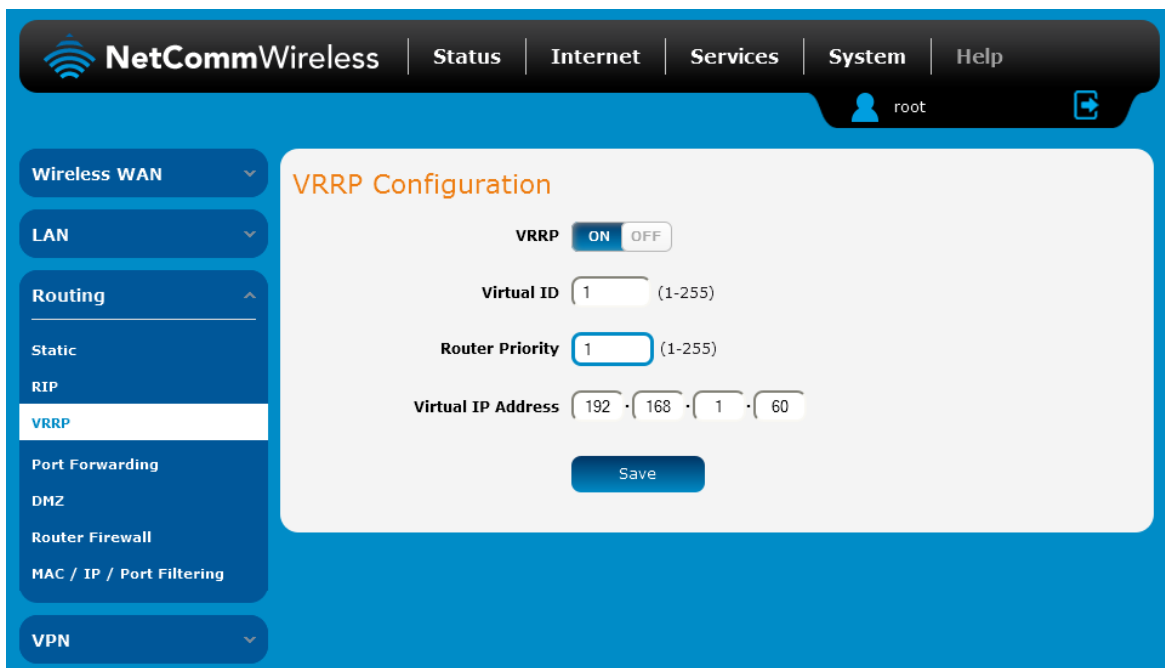 NetCommWireless Status Internet Services System Help
root
Wireless WAN
LAN
Routing
Static
RIP
VRRP
Port Forwarding
DMZ
Router Firewall
MAC / IP / Port Filtering
VPN
VRRP Configuration
VRRP ON OFF
Virtual ID 1 (1-255)
Router Priority 1 (1-255)
Virtual IP Address 192 · 168 · 1 · 60
Save